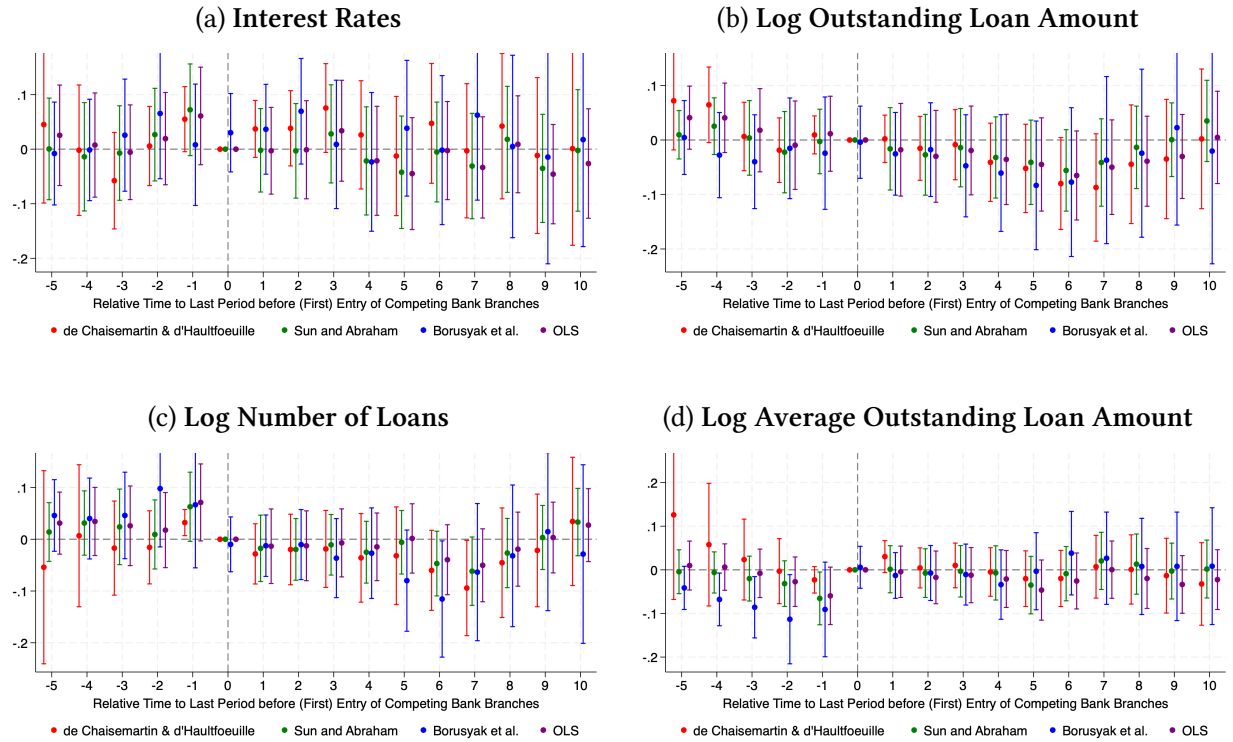 (a) Interest Rates
.1
0
.1
.2
-5 -4 -3 -2 -1 0 1 2 3 4 5 6 7 8 9 10
Relative Time to Last Period before (First) Entry of Competing Bank Branches
de Chaisemartin & d'Haultfoeuille Sun and Abraham Borusyak et al. OLS
(b) Log Outstanding Loan Amount
.1
0
-.1
-.2
-5 -4 -3 -2 -1 0 1 2 3 4 5 6 7 8 9 10
Relative Time to Last Period before (First) Entry of Competing Bank Branches
de Chaisemartin & d'Haultfoeuille Sun and Abraham Borusyak et al. OLS
(c) Log Number of Loans
.1
0
-.1
-.2
-5 -4 -3 -2 -1 0 1 2 3 4 5 6 7 8 9 10
Relative Time to Last Period before (First) Entry of Competing Bank Branches
de Chaisemartin & d'Haultfoeuille Sun and Abraham Borusyak et al. OLS
(d) Log Average Outstanding Loan Amount
.2
.1
0
-.1
-.2
-5 -4 -3 -2 -1 0 1 2 3 4 5 6 7 8 9 10
Relative Time to Last Period before (First) Entry of Competing Bank Branches
de Chaisemartin & d'Haultfoeuille Sun and Abraham Borusyak et al. OLS